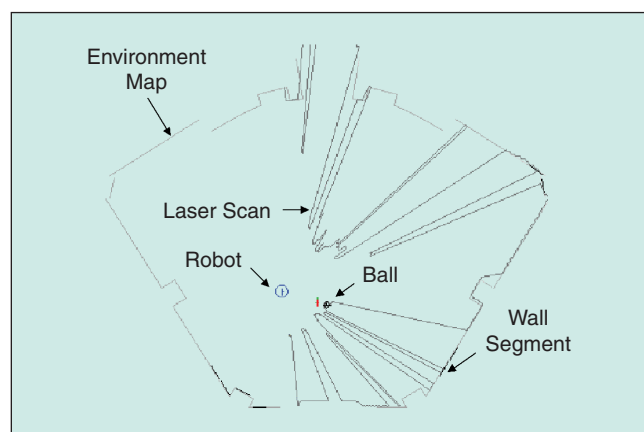 Environment
Map
Laser Scan
Robot
Ball
Wall
Segment